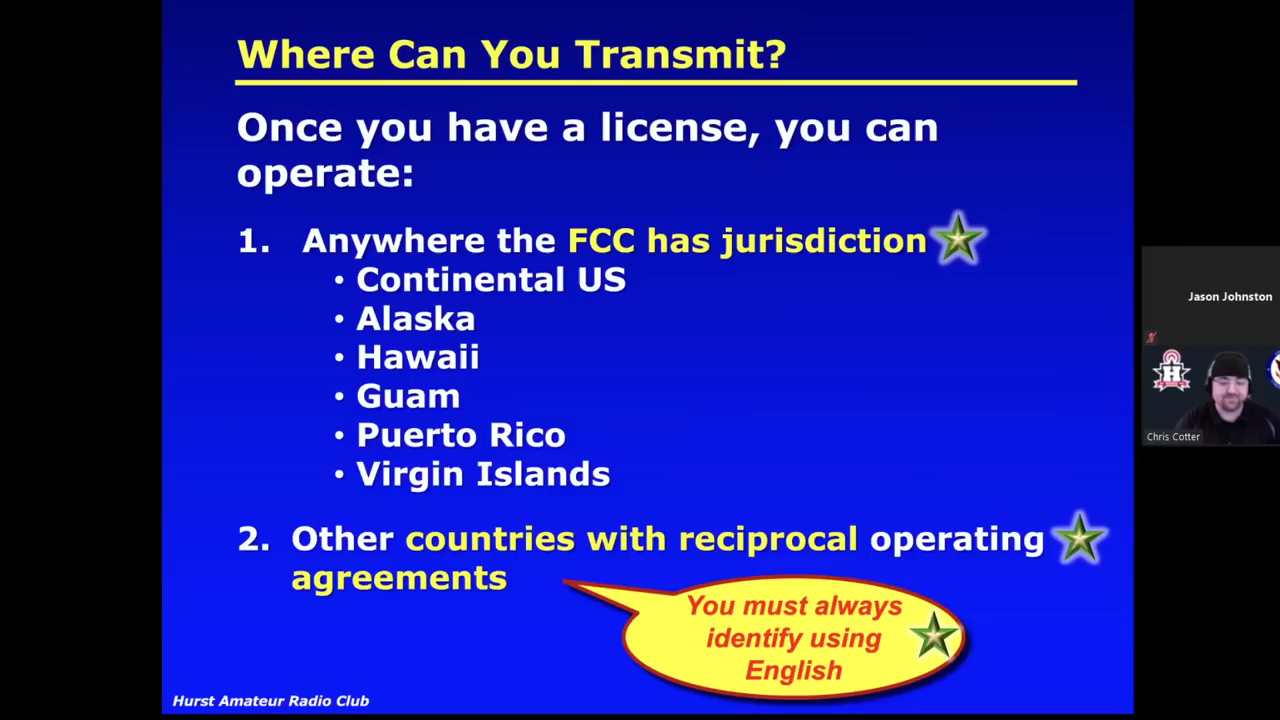 Where Can You Transmit?
Once you have a license, you can
operate:
1. Anywhere the FCC has jurisdiction
• Continental US
• Alaska
• Hawaii
• Guam
• Puerto Rico
• Virgin Islands
2. Other countries with reciprocal operating
agreements
You must always
identify using
English
Hurst Amateur Radio Club
Jason Johnston
H
Chris Cotter